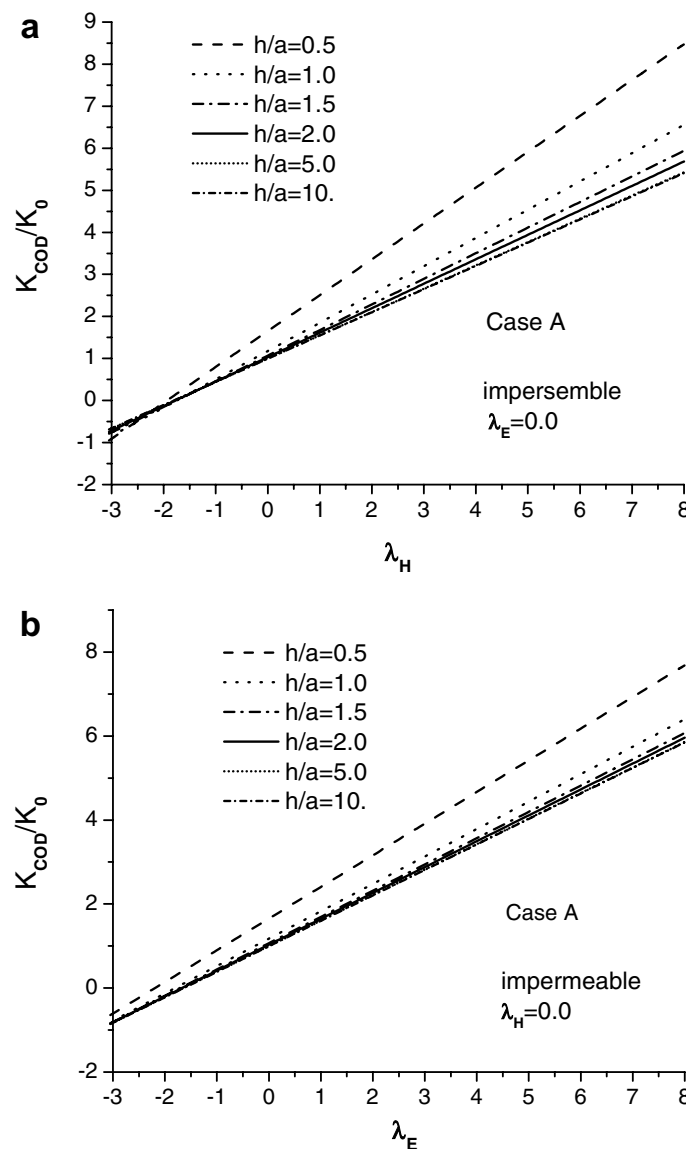 a
9
8
7
6
5
4
3
2
1
0
-1
-2
K_COD/K_0
h/a=0.5
h/a=1.0
h/a=1.5
h/a=2.0
h/a=5.0
h/a=10.
Case A
impersemble
λ_E=0.0
-3 -2 -1 0 1 2 3 4 5 6 7 8
λ_H
b
8
6
4
2
0
-2
K_COD/K_0
h/a=0.5
h/a=1.0
h/a=1.5
h/a=2.0
h/a=5.0
h/a=10.
Case A
impermeable
λ_H=0.0
-3 -2 -1 0 1 2 3 4 5 6 7 8
λ_E